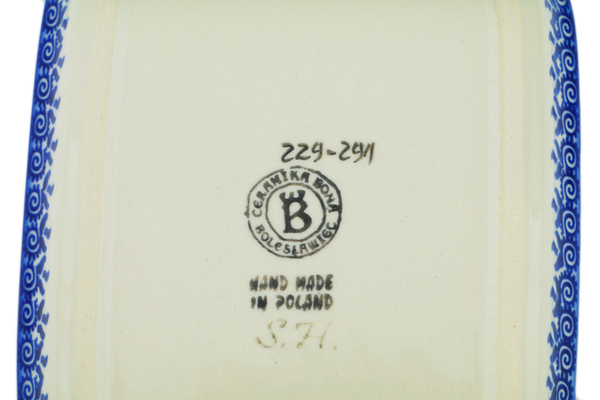 229-291
CERAMIKA BONA
B
BOLESŁAWIEC
HAND MADE
IN POLAND
S.H.